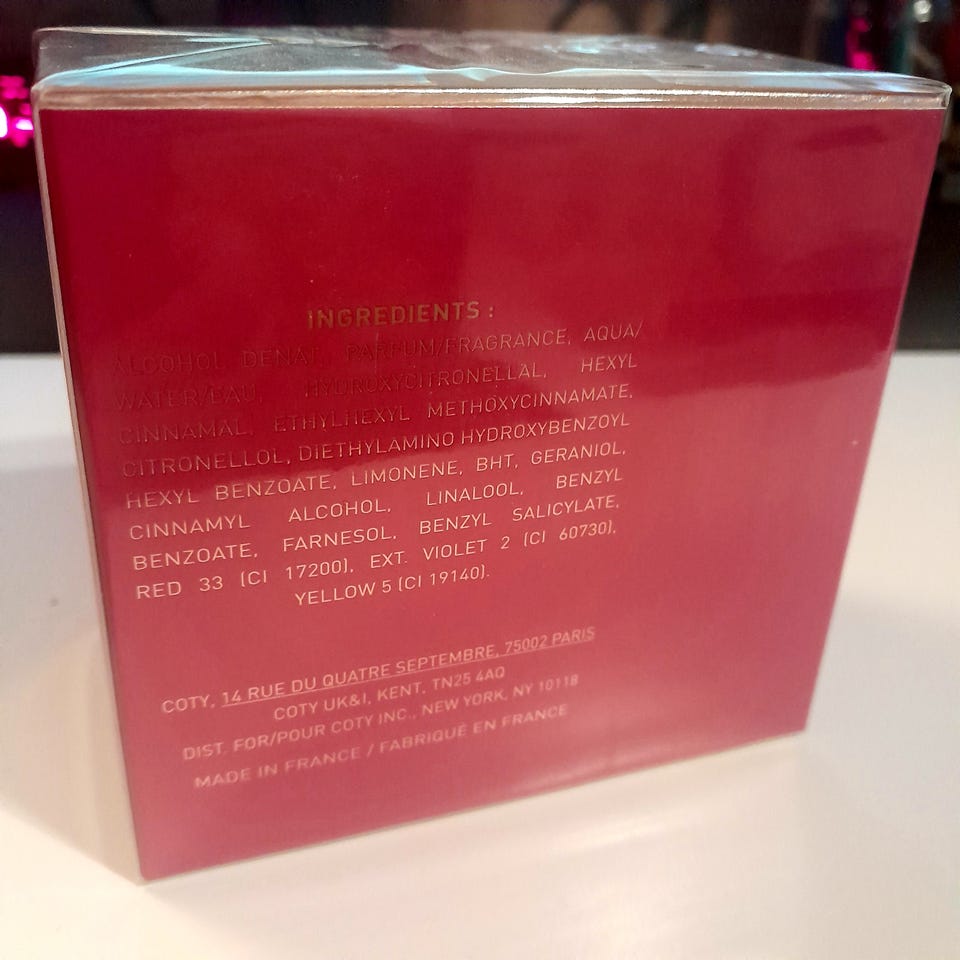 INGREDIENTS :
ALCOHOL DENAT., PARFUM/FRAGRANCE, AQUA/
WATER/EAU, HYDROXYCITRONELLAL, HEXYL
CINNAMAL, ETHYLHEXYL METHOXYCINNAMATE,
CITRONELLOL, DIETHYLAMINO HYDROXYBENZOYL
HEXYL BENZOATE, LIMONENE, BHT, GERANIOL,
CINNAMYL ALCOHOL, LINALOOL, BENZYL
BENZOATE, FARNESOL, BENZYL SALICYLATE,
RED 33 (CI 17200), EXT. VIOLET 2 (CI 60730),
YELLOW 5 (CI 19140).
COTY, 14 RUE DU QUATRE SEPTEMBRE, 75002 PARIS
COTY UK&I, KENT, TN25 4AQ
DIST. FOR/POUR COTY INC., NEW YORK, NY 10118
MADE IN FRANCE / FABRIQUÉ EN FRANCE